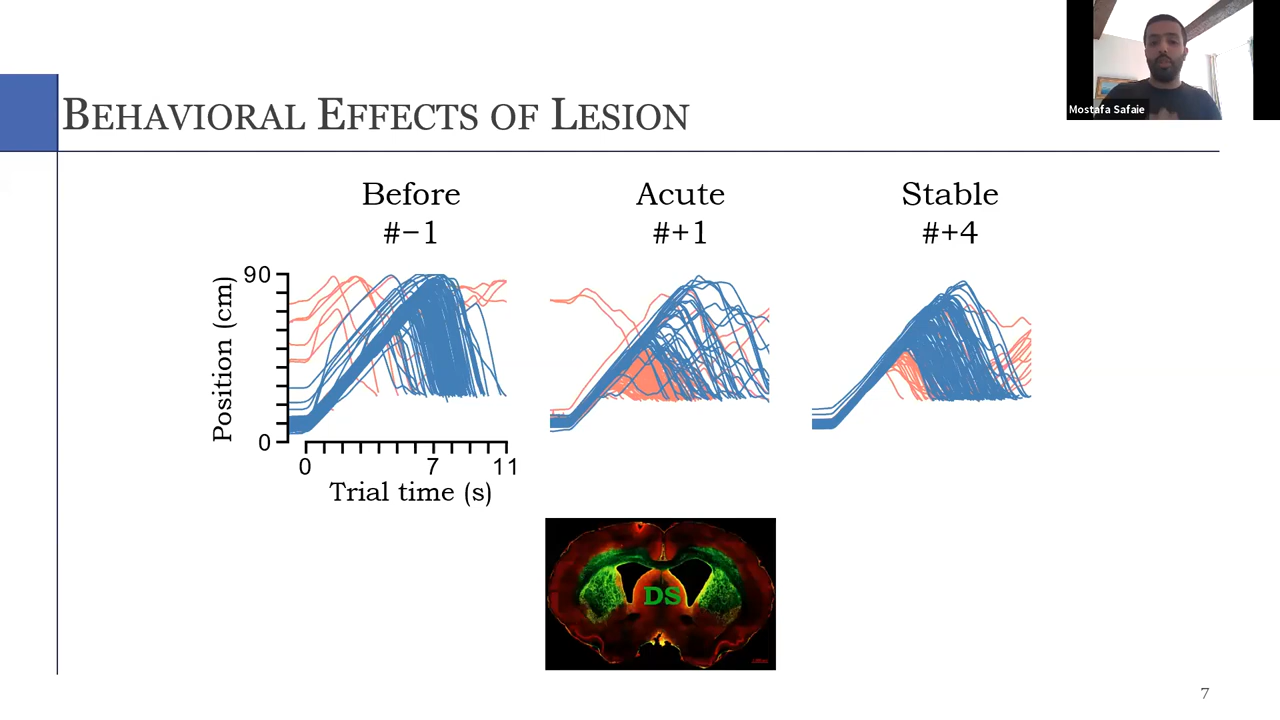 Mostafa Safaie
BEHAVIORAL EFFECTS OF LESION
Before
#−1
Acute
#+1
Stable
#+4
90
Position (cm)
0
0 7 11
Trial time (s)
DS
7